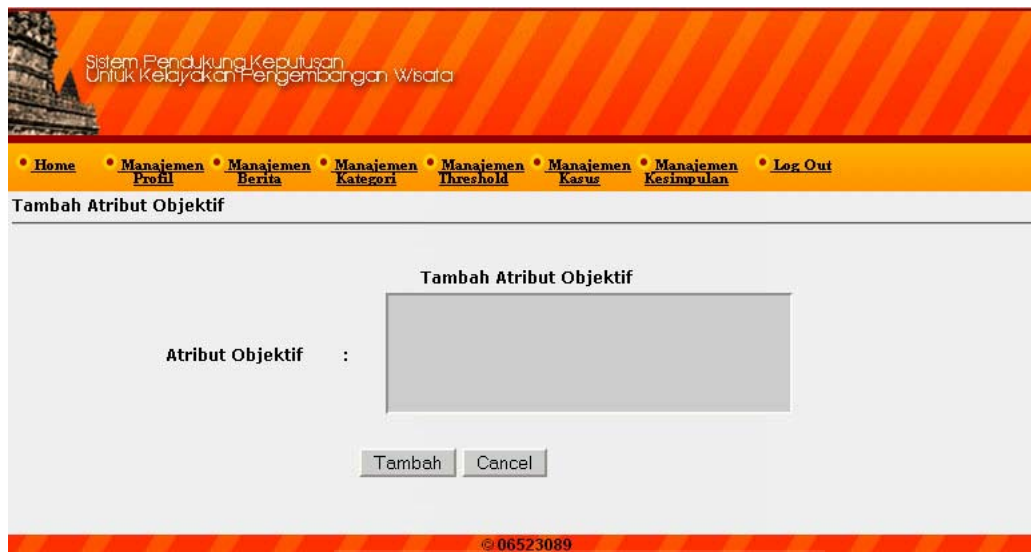 Sistem Pendukung Keputusan
Untuk Kelayakan Pengembangan Wisata
Home Manajemen Profil Manajemen Berita Manajemen Kategori Manajemen Threshold Manajemen Kasus Manajemen Kesimpulan Log Out
Tambah Atribut Objektif
Tambah Atribut Objektif
Atribut Objektif :
Tambah Cancel
© 06523089